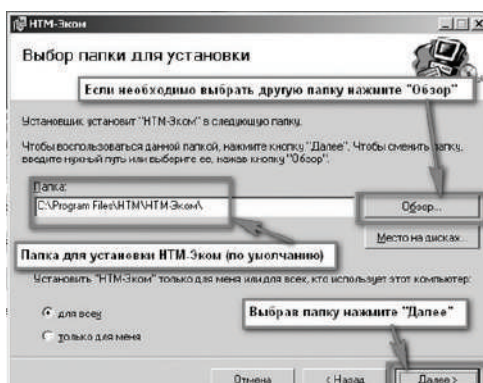 НТМ-Эком
Выбор папки для установки
Если необходимо выбрать другую папку нажмите "Обзор"
Установщик установит "НТМ-Эком" в следующую папку.
Чтобы воспользоваться данной папкой, нажмите кнопку "Далее". Чтобы сменить папку,
введите нужный путь или выберите ее, нажав кнопку "Обзор".
Папка:
C:\Program Files\НТМ\НТМ-Эком\
Обзор...
Место на дисках...
Папка для установки НТМ-Эком (по умолчанию)
Установить "НТМ-Эком" только для меня или для всех, кто использует этот компьютер:
для всех
Выбрав папку нажмите "Далее"
только для меня
Отмена
< Назад
Далее >